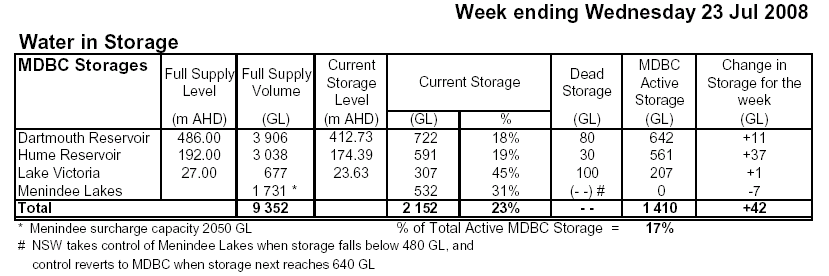 Week ending Wednesday 23 Jul 2008
Water in Storage
MDBC Storages Full Supply Level (m AHD) Full Supply Volume (GL) Current Storage Level (m AHD) Current Storage (GL) % Dead Storage (GL) MDBC Active Storage (GL) Change in Storage for the week (GL)
Dartmouth Reservoir 486.00 3 906 412.73 722 18% 80 642 +11
Hume Reservoir 192.00 3 038 174.39 591 19% 30 561 +37
Lake Victoria 27.00 677 23.63 307 45% 100 207 +1
Menindee Lakes 1 731 * 532 31% (- -) # 0 -7
Total 9 352 2 152 23% - - 1 410 +42
* Menindee surcharge capacity 2050 GL % of Total Active MDBC Storage = 17%
# NSW takes control of Menindee Lakes when storage falls below 480 GL, and
control reverts to MDBC when storage next reaches 640 GL